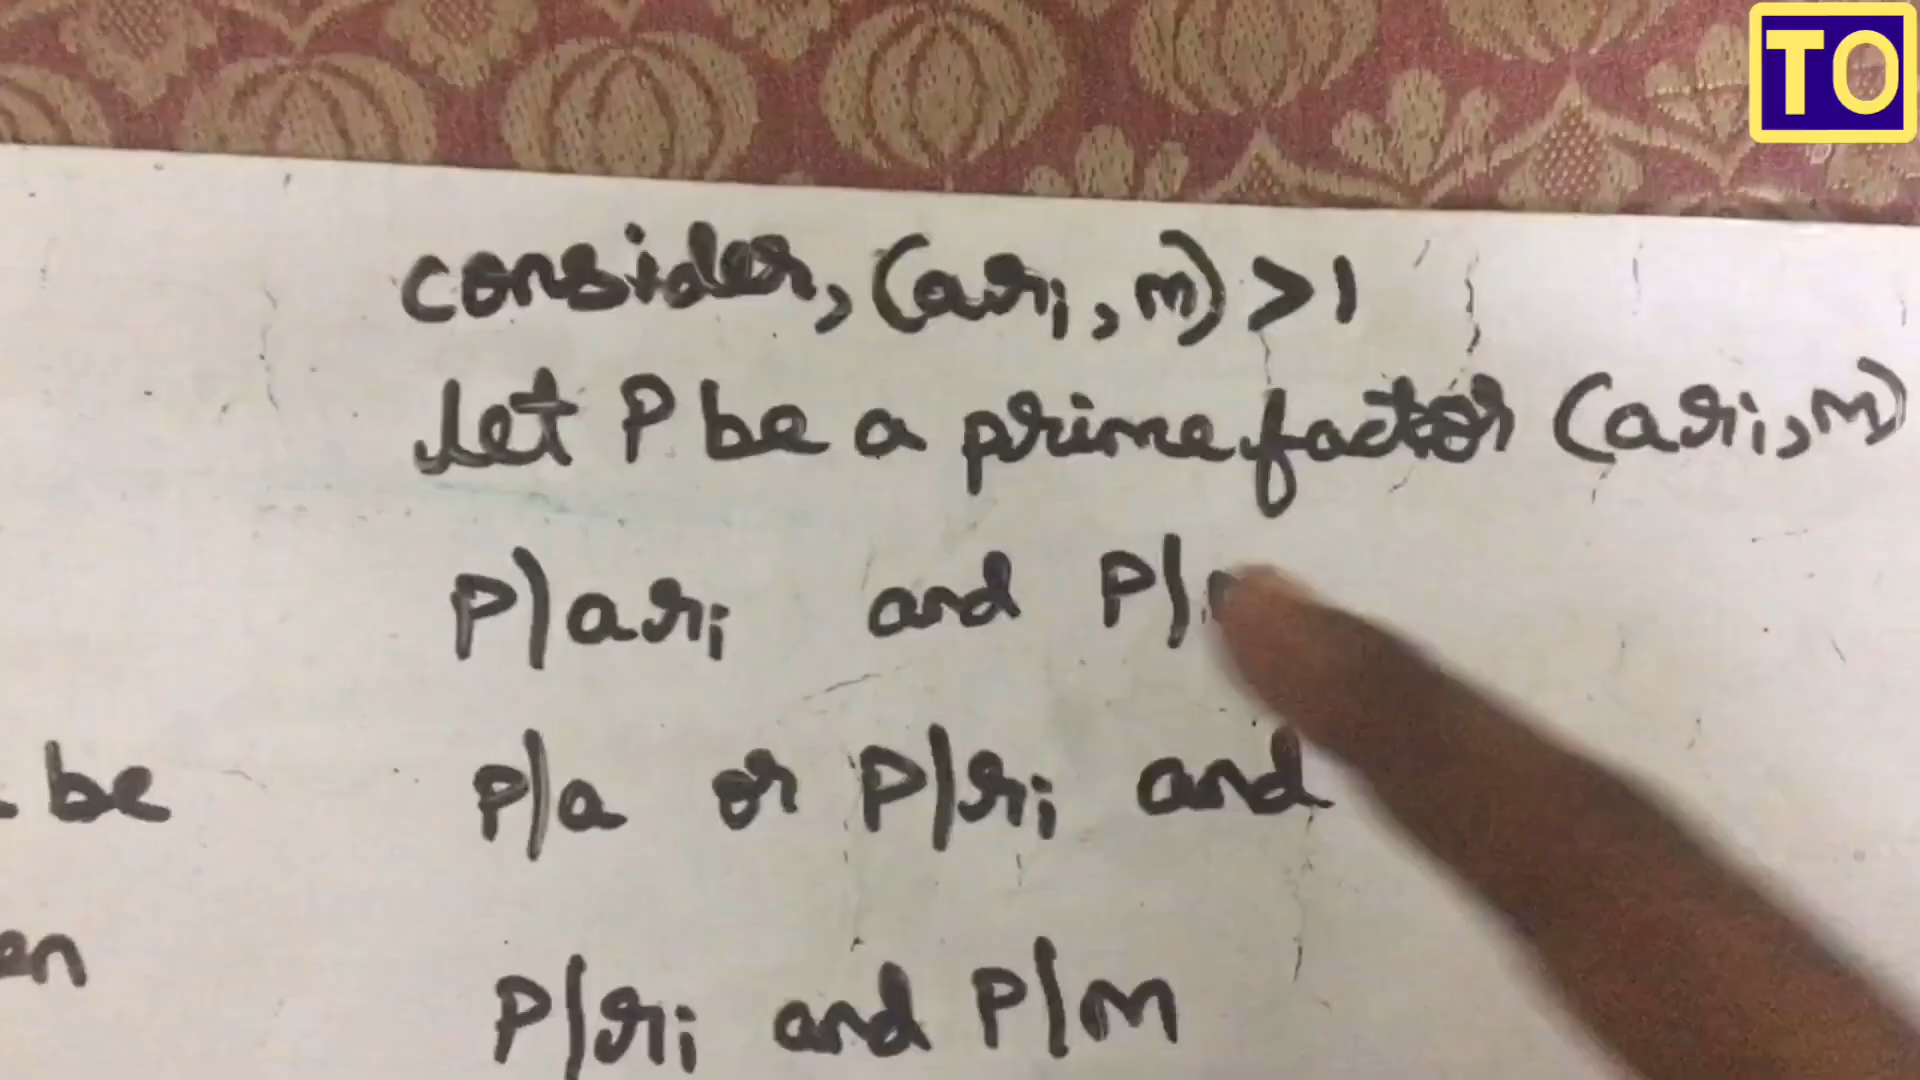 TO
consider, (ari, m) > 1
Let P be a prime factor (ari, m)
P|ari and P|
be P|a or P|ri and
en P|ri and P|m